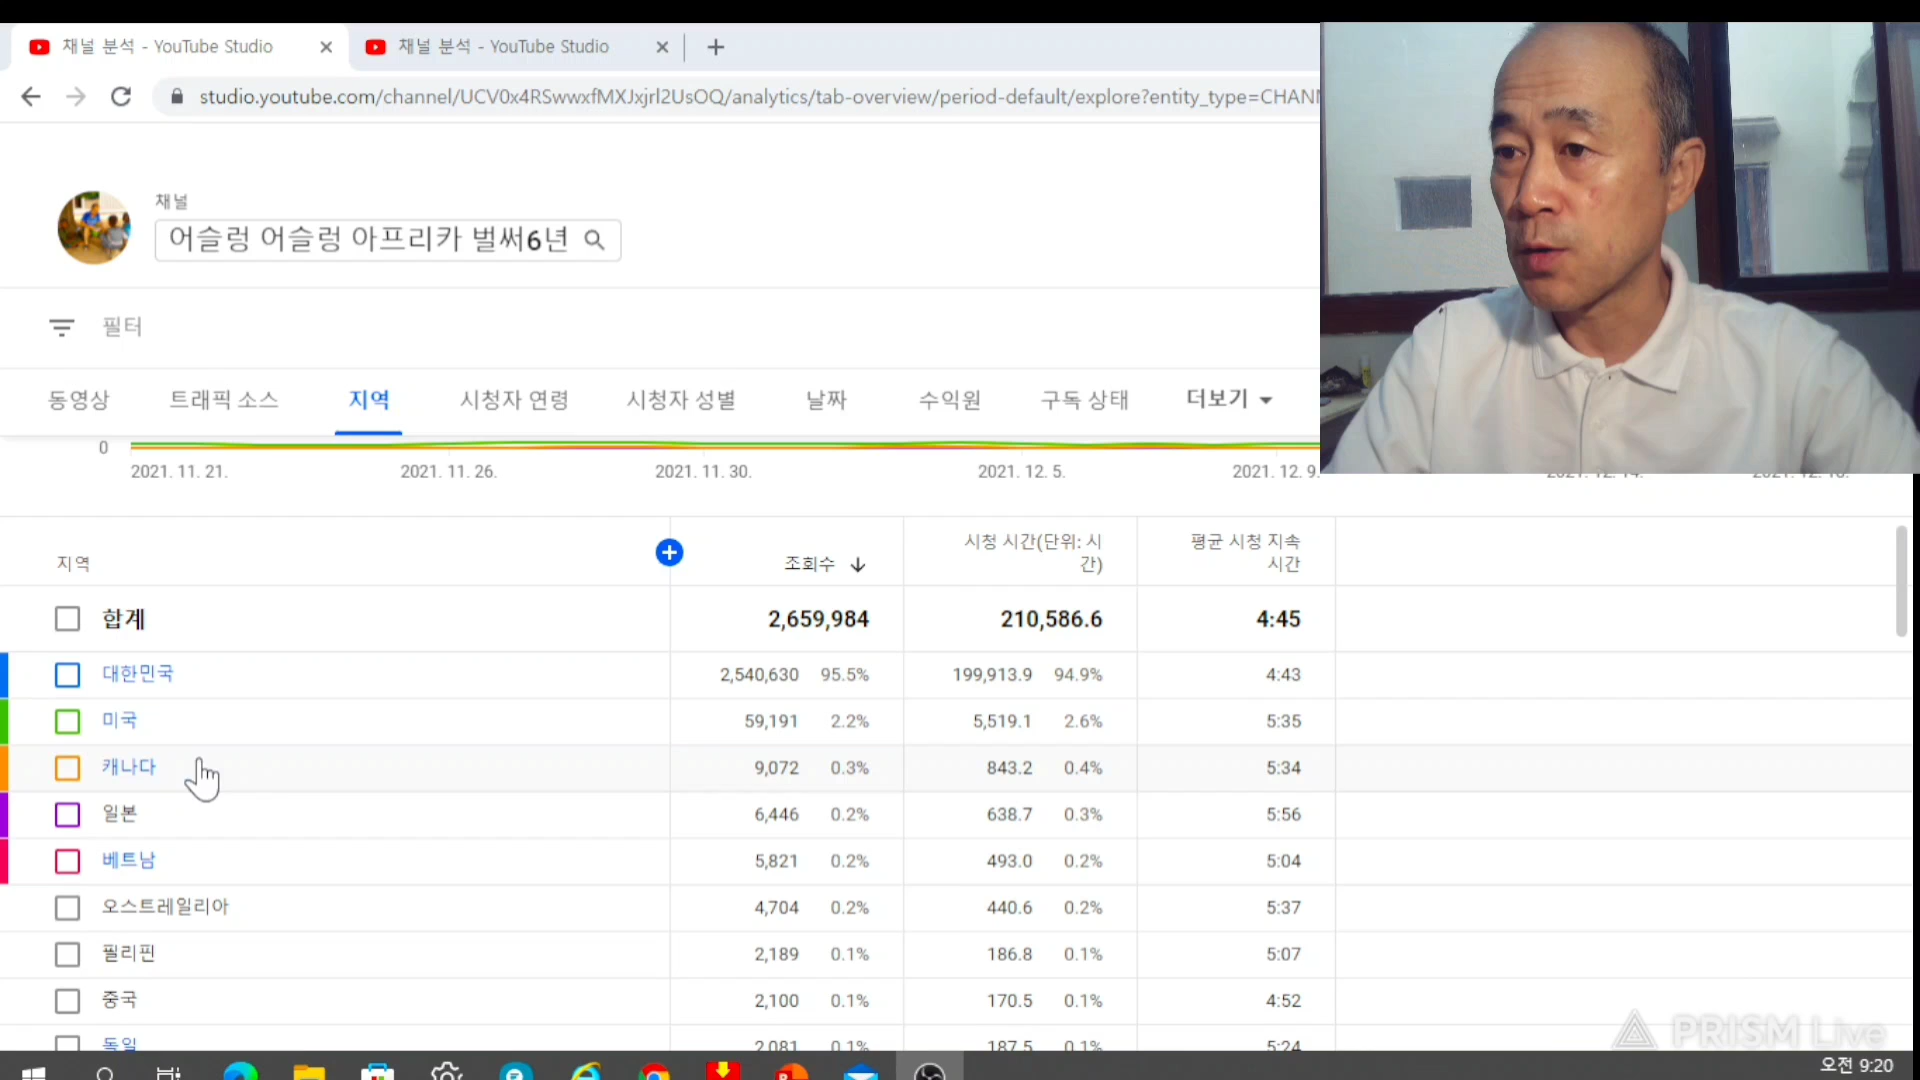 채널 분석 - YouTube Studio
채널 분석 - YouTube Studio
studio.youtube.com/channel/UCV0x4RSwwxfMXJxjrl2UsOQ/analytics/tab-overview/period-default/explore?entity_type=CHAN
채널
어슬렁 어슬렁 아프리카 벌써6년
필터
동영상 트래픽 소스 지역 시청자 연령 시청자 성별 날짜 수익원 구독 상태 더보기
0
2021. 11. 21. 2021. 11. 26. 2021. 11. 30. 2021. 12. 5. 2021. 12. 9.
지역 조회수 시청 시간(단위: 시간) 평균 시청 지속 시간
합계 2,659,984 210,586.6 4:45
대한민국 2,540,630 95.5% 199,913.9 94.9% 4:43
미국 59,191 2.2% 5,519.1 2.6% 5:35
캐나다 9,072 0.3% 843.2 0.4% 5:34
일본 6,446 0.2% 638.7 0.3% 5:56
베트남 5,821 0.2% 493.0 0.2% 5:04
오스트레일리아 4,704 0.2% 440.6 0.2% 5:37
필리핀 2,189 0.1% 186.8 0.1% 5:07
중국 2,100 0.1% 170.5 0.1% 4:52
독일 2,081 0.1% 187.5 0.1% 5:24
PRISM Live
오전 9:20